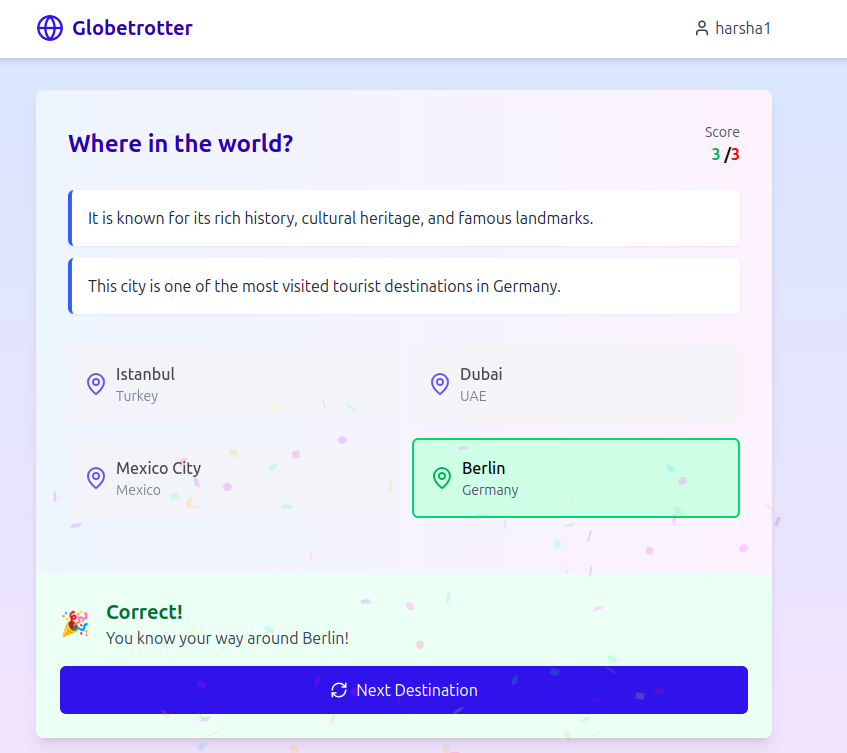 Globetrotter
harsha1
Where in the world?
Score
3 /3
It is known for its rich history, cultural heritage, and famous landmarks.
This city is one of the most visited tourist destinations in Germany.
Istanbul
Turkey
Dubai
UAE
Mexico City
Mexico
Berlin
Germany
Correct!
You know your way around Berlin!
Next Destination